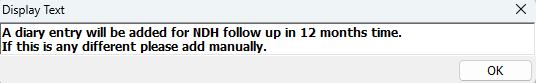 Display Text
A diary entry will be added for NDH follow up in 12 months time.
If this is any different please add manually.
OK